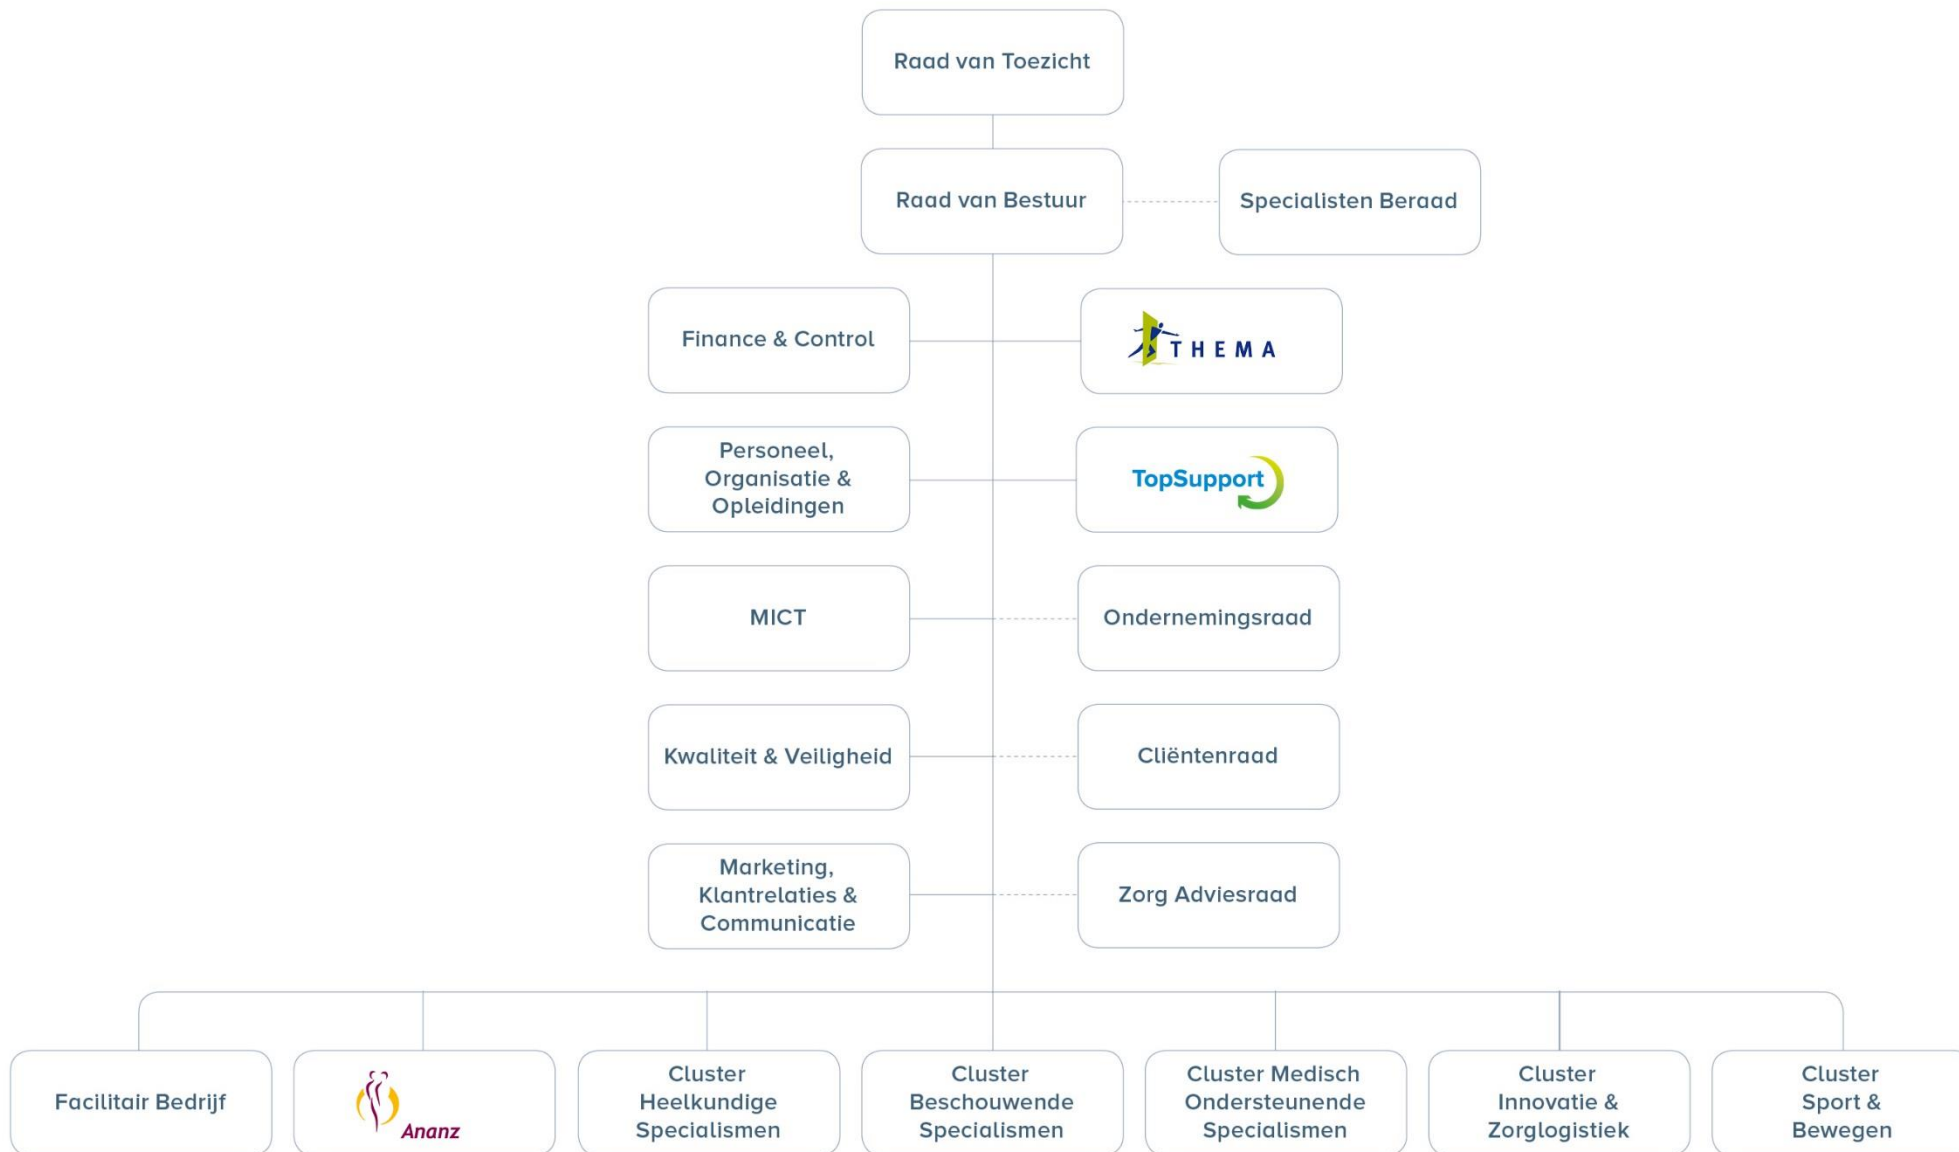 Raad van Toezicht
Raad van Bestuur
Specialisten Beraad
Finance & Control
THEMA
Personeel,
Organisatie &
Opleidingen
TopSupport
MICT
Ondernemingsraad
Kwaliteit & Veiligheid
Cliëntenraad
Marketing,
Klantrelaties &
Communicatie
Zorg Adviesraad
Facilitair Bedrijf
Ananz
Cluster
Heelkundige
Specialismen
Cluster
Beschouwende
Specialismen
Cluster Medisch
Ondersteunende
Specialismen
Cluster
Innovatie &
Zorglogistiek
Cluster
Sport &
Bewegen